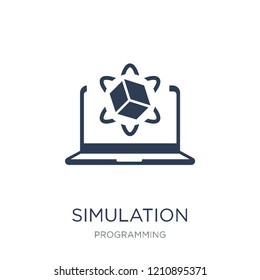 SIMULATION
PROGRAMMING
shutterstock.com · 1210895371